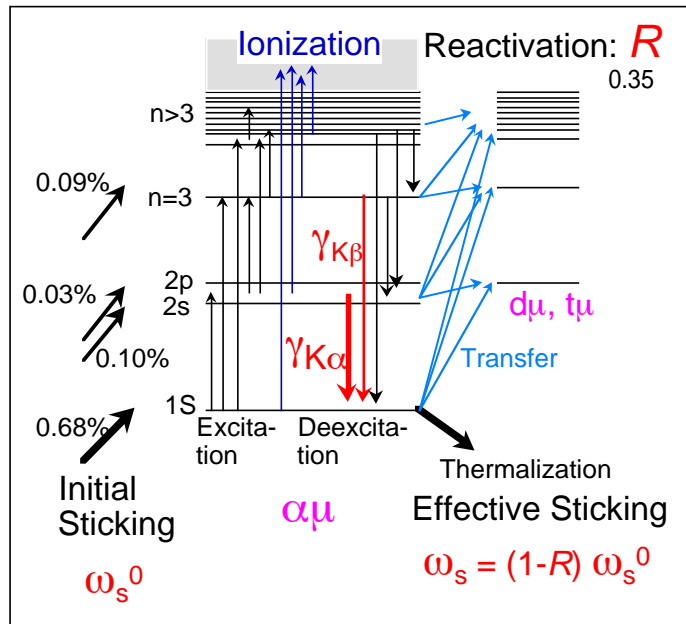 Ionization
Reactivation: R
0.35
n>3
0.09%
n=3
γKβ
2p
0.03%
2s
dμ, tμ
0.10%
γKα
Transfer
1S
0.68%
Excita-
tion
Deexcita-
tion
Thermalization
Initial
Sticking
αμ
Effective Sticking
ωs0
ωs = (1-R) ωs0